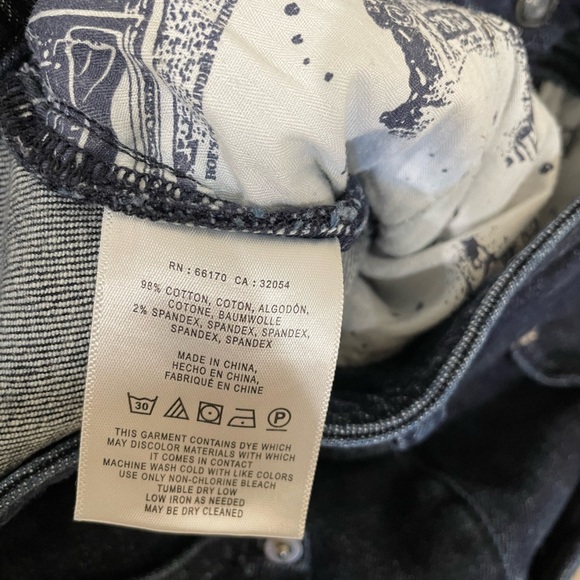 RN : 66170 CA : 32054
98% COTTON, COTON, ALGODÓN,
COTONE, BAUMWOLLE
2% SPANDEX, SPANDEX, SPANDEX,
SPANDEX, SPANDEX
MADE IN CHINA,
HECHO EN CHINA,
FABRIQUÉ EN CHINE
30 P
THIS GARMENT CONTAINS DYE WHICH
MAY DISCOLOR MATERIALS WITH WHICH
IT COMES IN CONTACT
MACHINE WASH COLD WITH LIKE COLORS
USE ONLY NON-CHLORINE BLEACH
TUMBLE DRY LOW
LOW IRON AS NEEDED
MAY BE DRY CLEANED